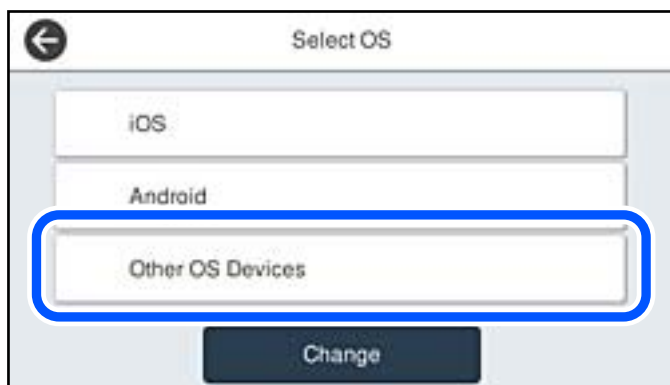 Select OS
iOS
Android
Other OS Devices
Change